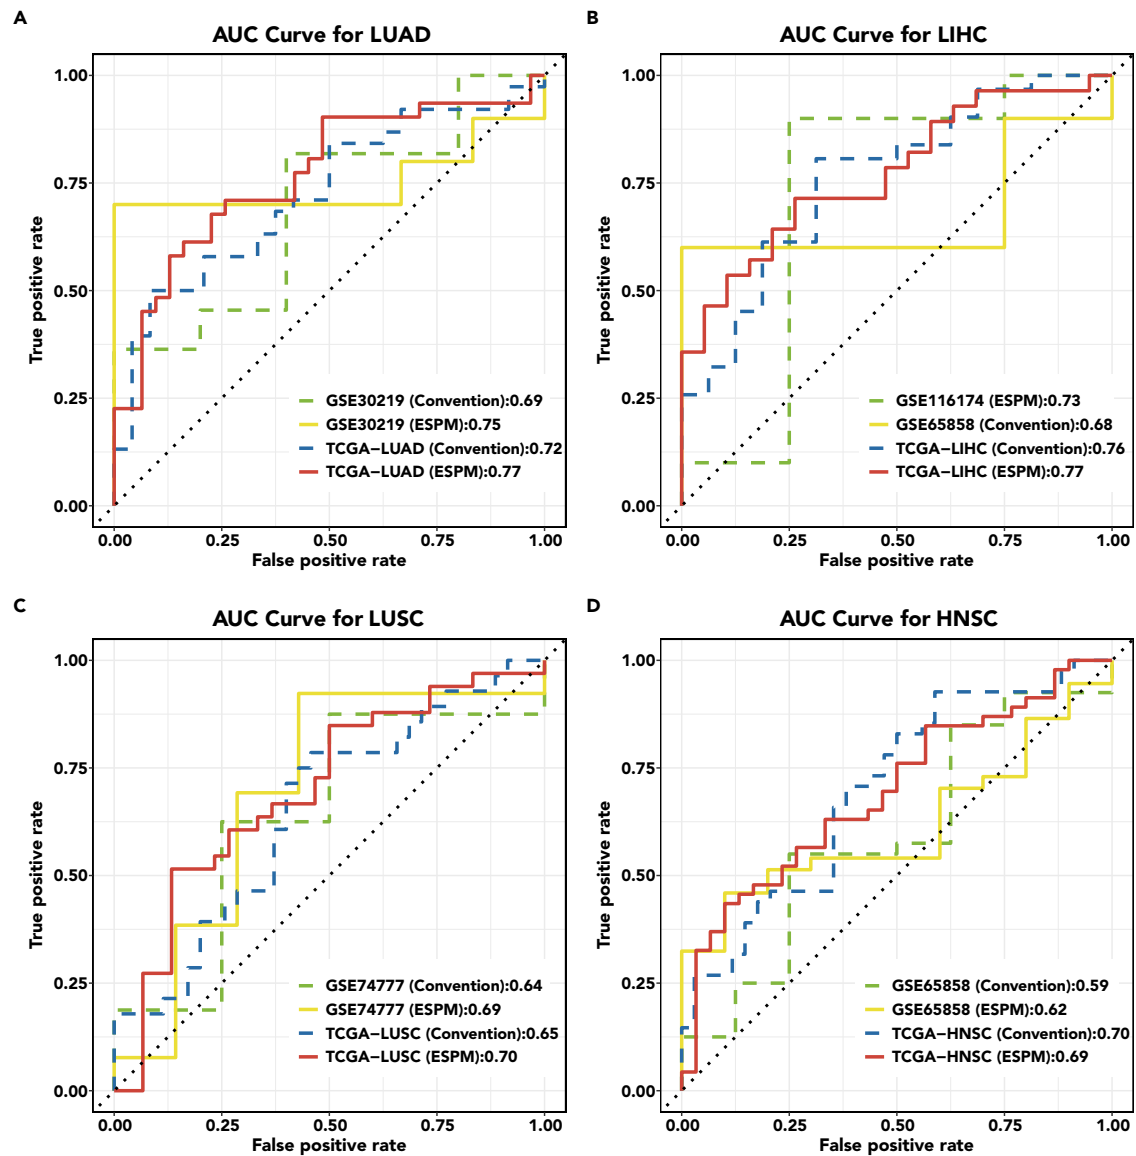 A
AUC Curve for LUAD
True positive rate
1.00
0.75
0.50
0.25
0.00
GSE30219 (Convention):0.69
GSE30219 (ESPM):0.75
TCGA−LUAD (Convention):0.72
TCGA−LUAD (ESPM):0.77
0.00 0.25 0.50 0.75 1.00
False positive rate
B
AUC Curve for LIHC
True positive rate
1.00
0.75
0.50
0.25
0.00
GSE116174 (ESPM):0.73
GSE65858 (Convention):0.68
TCGA−LIHC (Convention):0.76
TCGA−LIHC (ESPM):0.77
0.00 0.25 0.50 0.75 1.00
False positive rate
C
AUC Curve for LUSC
True positive rate
1.00
0.75
0.50
0.25
0.00
GSE74777 (Convention):0.64
GSE74777 (ESPM):0.69
TCGA−LUSC (Convention):0.65
TCGA−LUSC (ESPM):0.70
0.00 0.25 0.50 0.75 1.00
False positive rate
D
AUC Curve for HNSC
True positive rate
1.00
0.75
0.50
0.25
0.00
GSE65858 (Convention):0.59
GSE65858 (ESPM):0.62
TCGA−HNSC (Convention):0.70
TCGA−HNSC (ESPM):0.69
0.00 0.25 0.50 0.75 1.00
False positive rate